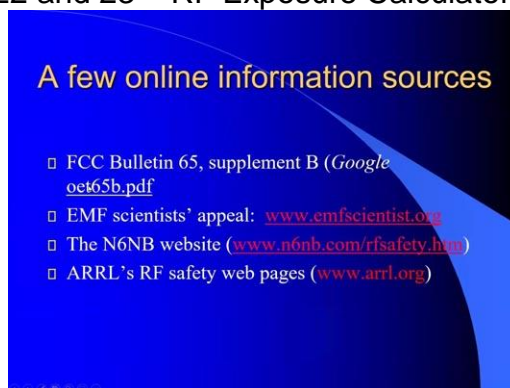 22 and 23 – RF Exposure Calculator
A few online information sources
FCC Bulletin 65, supplement B (Google
oet65b.pdf
EMF scientists’ appeal: www.emfscientist.org
The N6NB website (www.n6nb.com/rfsafety.htm)
ARRL’s RF safety web pages (www.arrl.org)